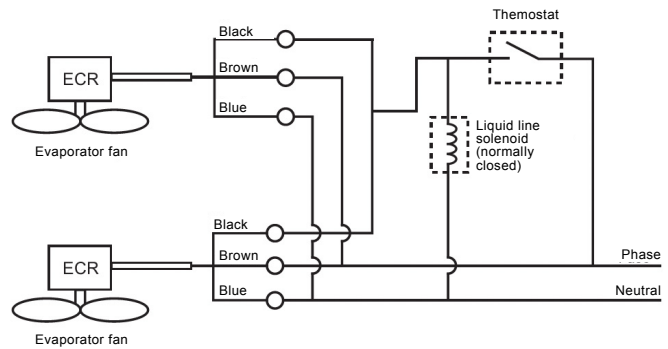 Themostat
Black
ECR
Brown
Blue
Evaporator fan
Liquid line
solenoid
(normally
closed)
Black
ECR
Brown
Blue
Phase
Neutral
Evaporator fan